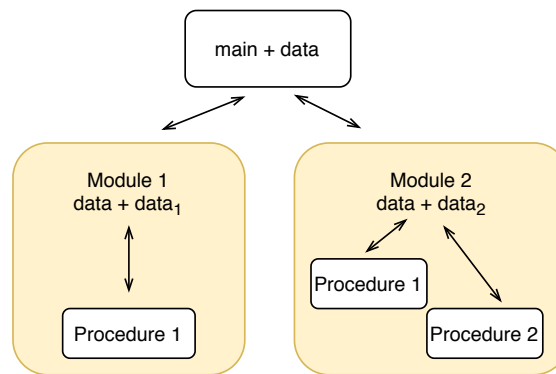 main + data
Module 1
data + data₁
Procedure 1
Module 2
data + data₂
Procedure 1
Procedure 2